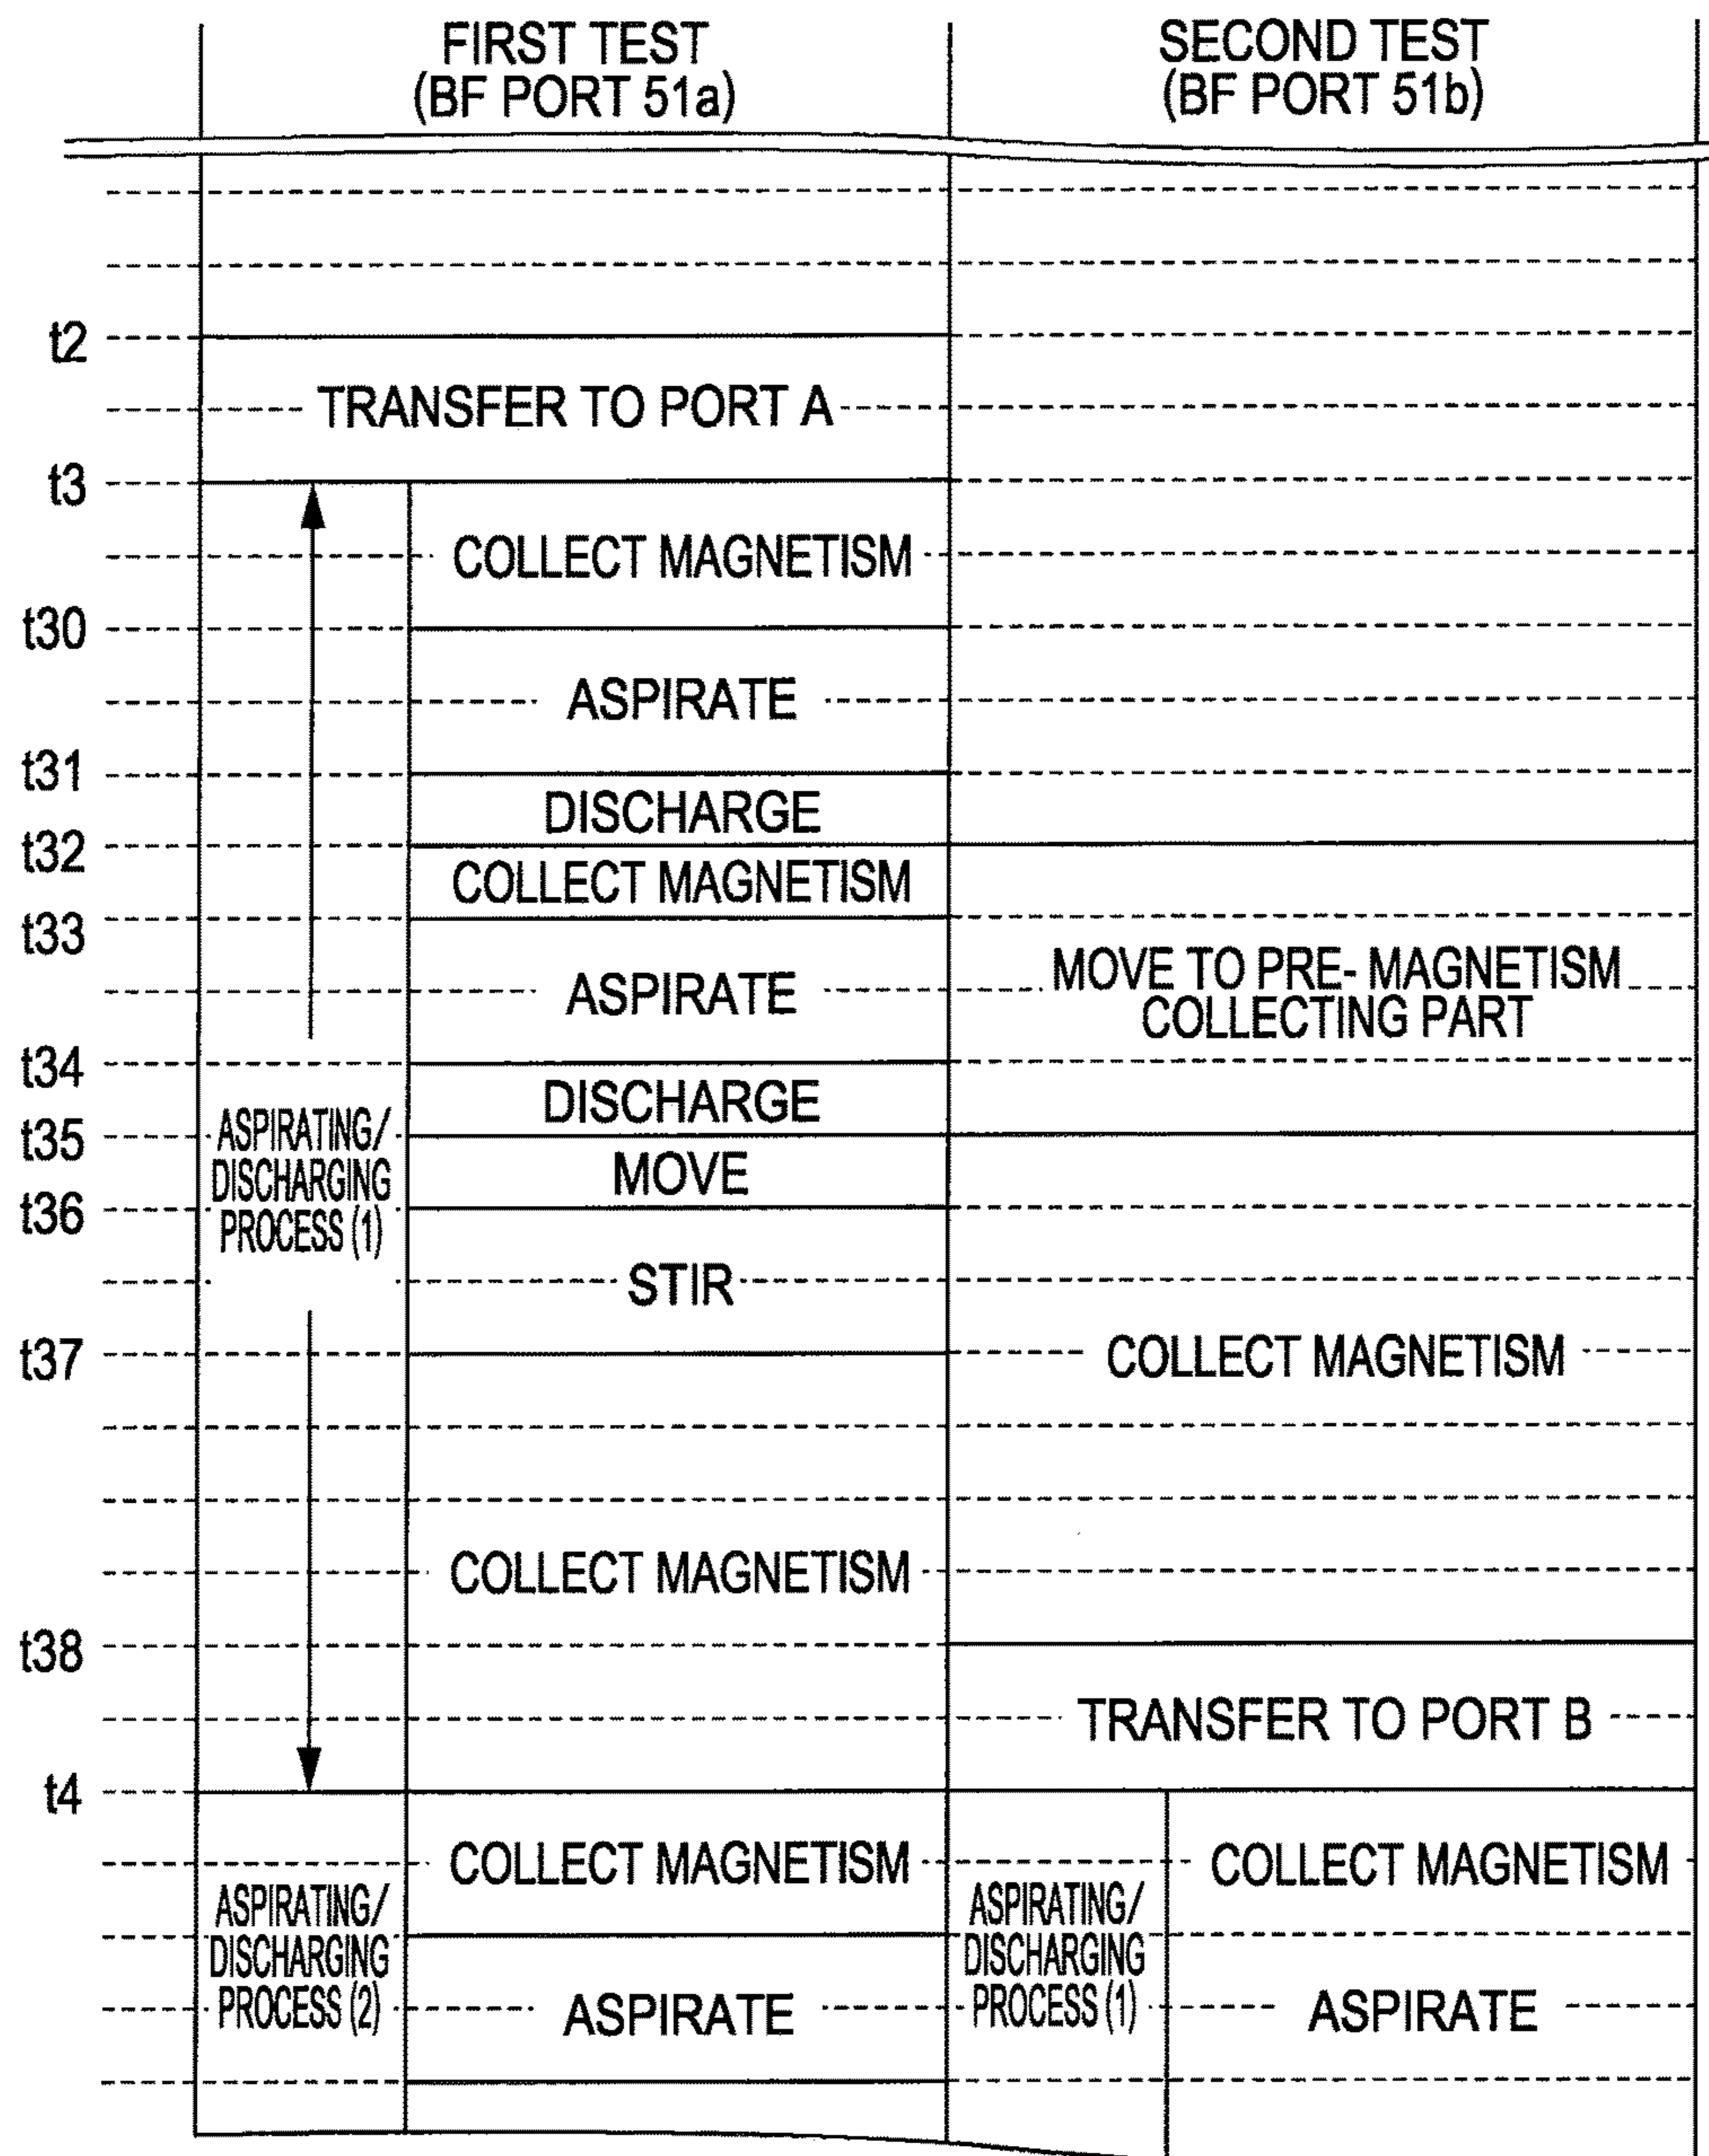 FIRST TEST
(BF PORT 51a)
SECOND TEST
(BF PORT 51b)
t2
TRANSFER TO PORT A
t3
COLLECT MAGNETISM
t30
ASPIRATE
t31
DISCHARGE
t32
COLLECT MAGNETISM
t33
ASPIRATE
MOVE TO PRE- MAGNETISM
COLLECTING PART
t34
DISCHARGE
t35
ASPIRATING/
DISCHARGING
PROCESS (1)
MOVE
t36
STIR
t37
COLLECT MAGNETISM
COLLECT MAGNETISM
t38
TRANSFER TO PORT B
t4
COLLECT MAGNETISM
COLLECT MAGNETISM
ASPIRATING/
DISCHARGING
PROCESS (2)
ASPIRATE
ASPIRATING/
DISCHARGING
PROCESS (1)
ASPIRATE